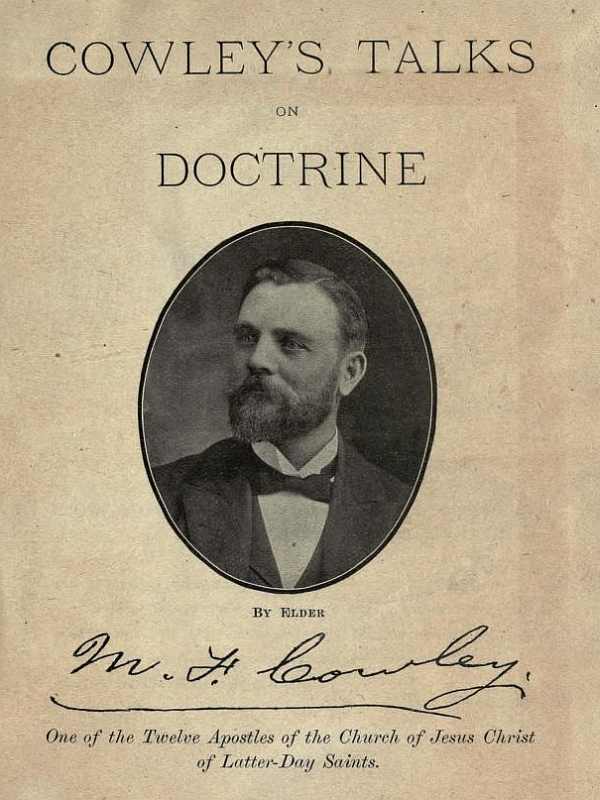 COWLEY'S TALKS
ON
DOCTRINE
BY ELDER
M. F. Cowley.
One of the Twelve Apostles of the Church of Jesus Christ
of Latter-Day Saints.